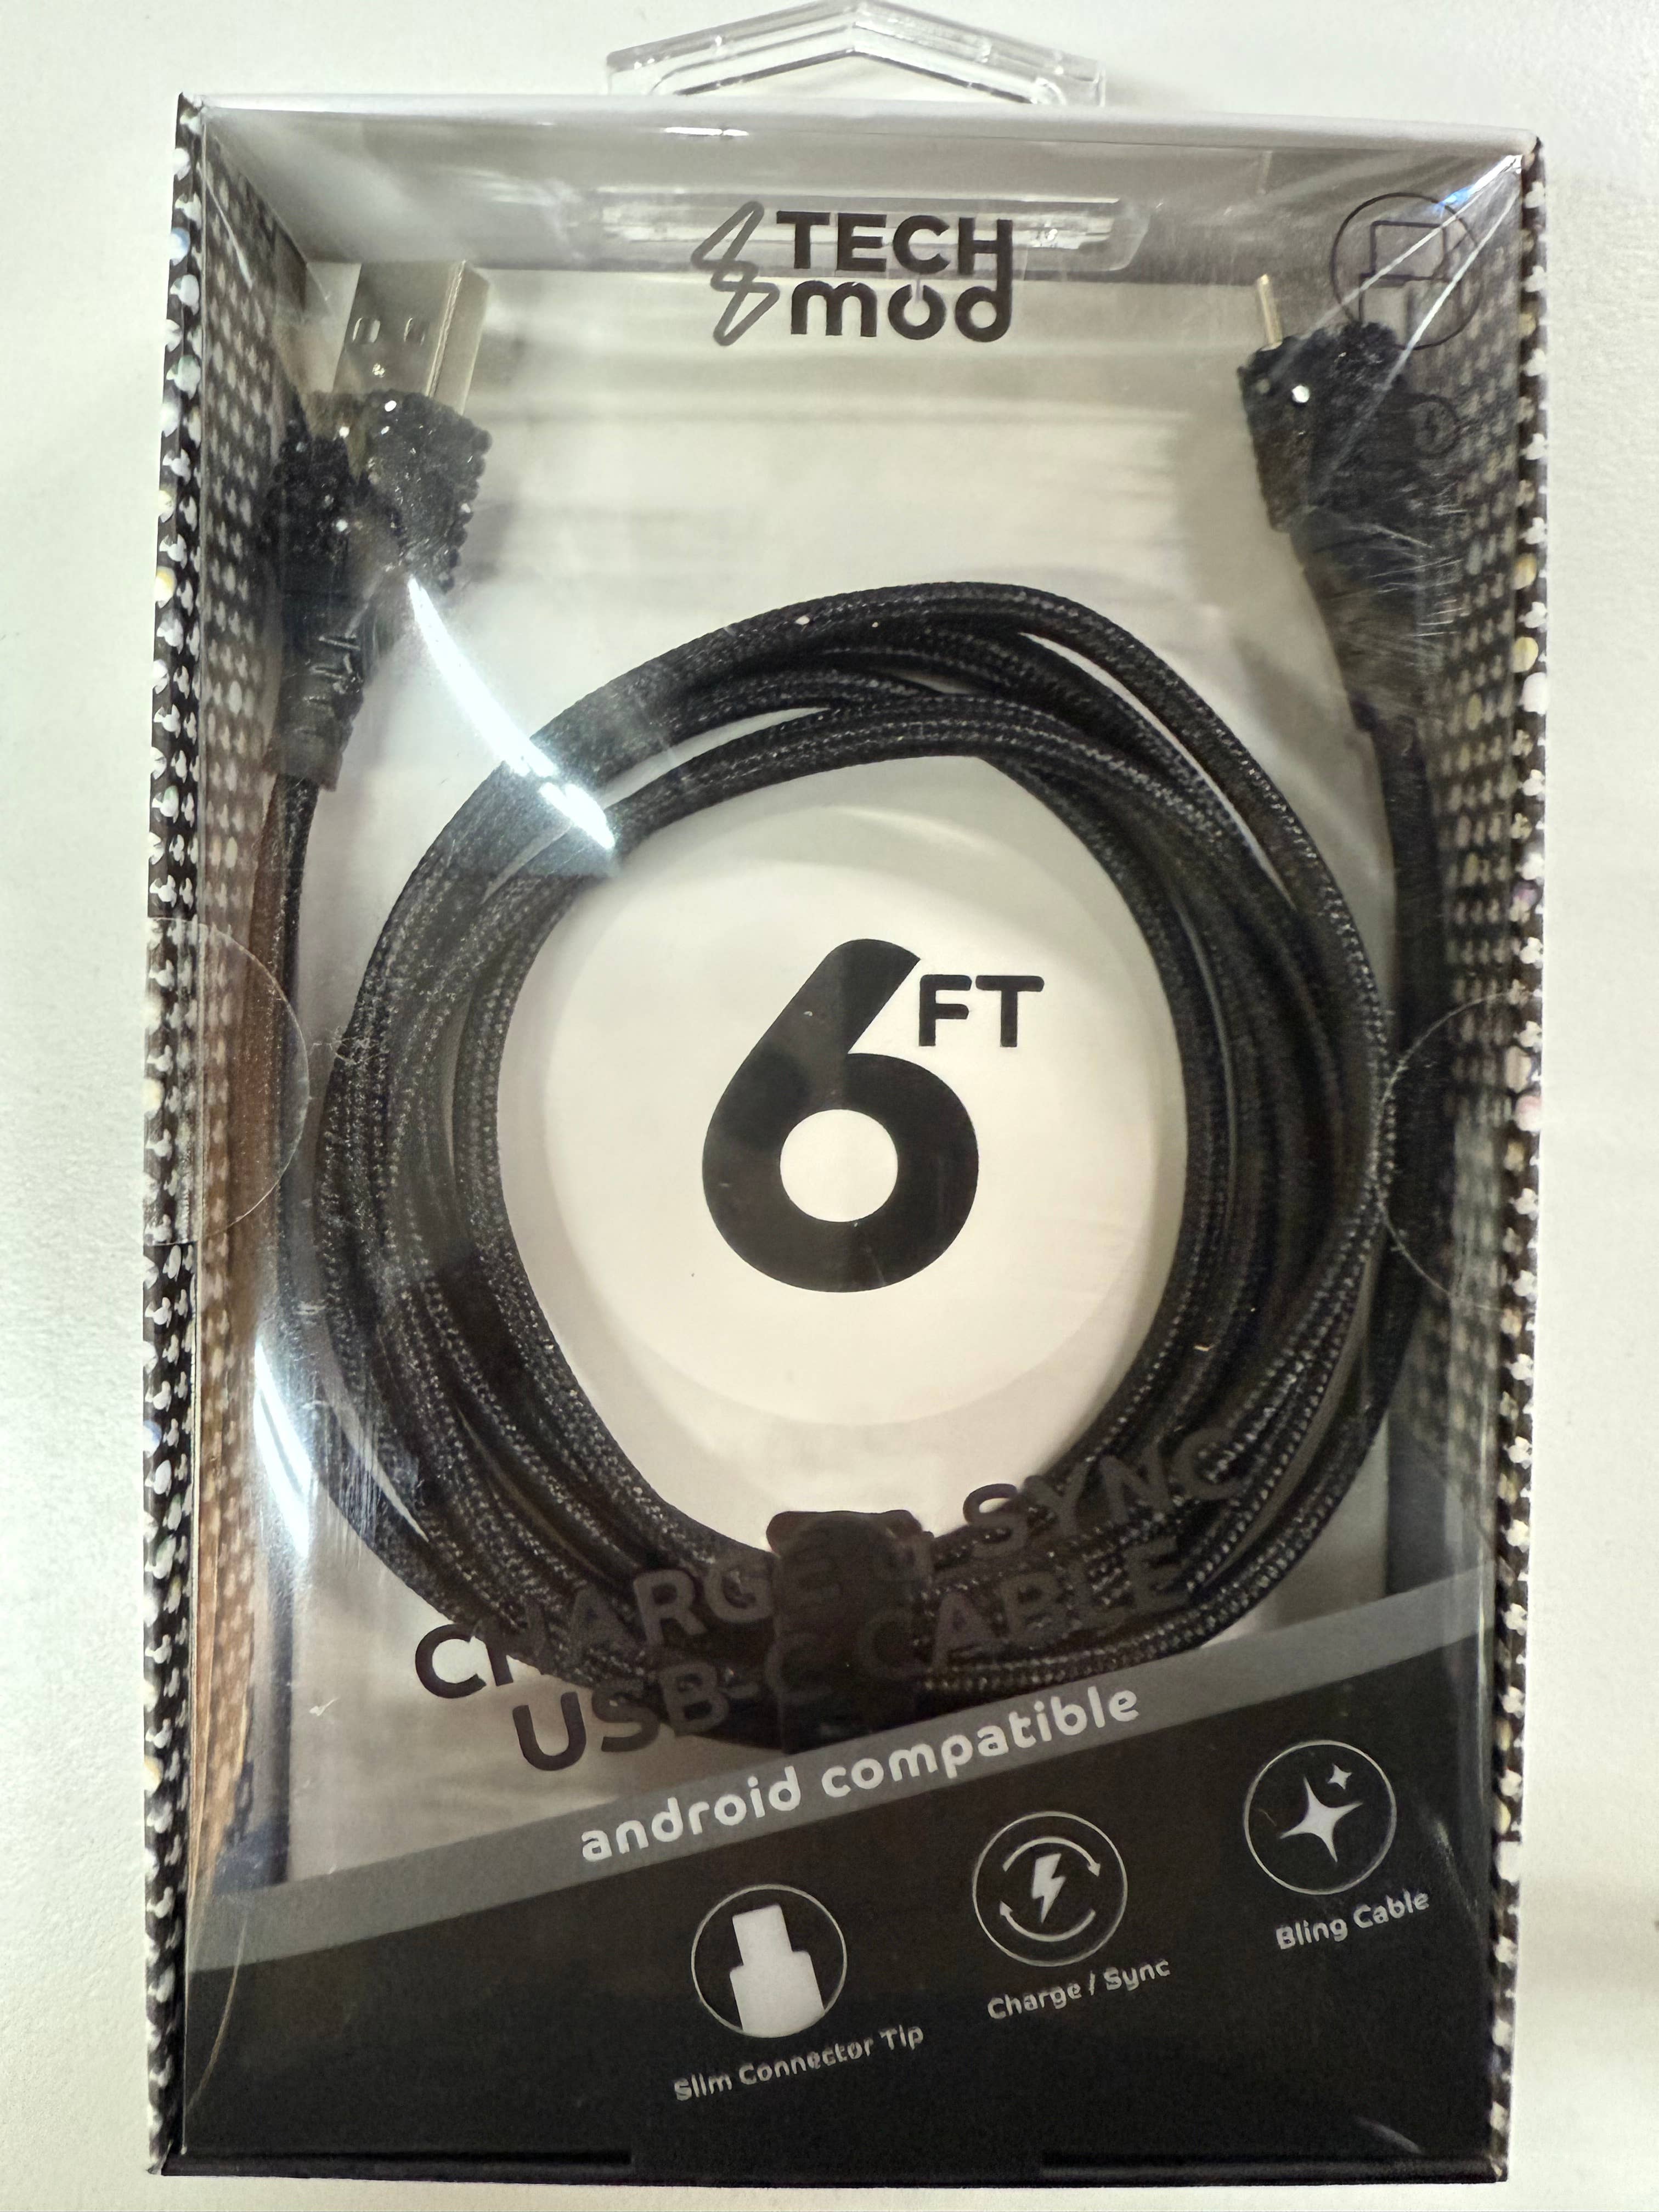 TECH
mod
6FT
CHARGE & SYNC
USB-C CABLE
android compatible
Slim Connector Tip
Charge / Sync
Bling Cable